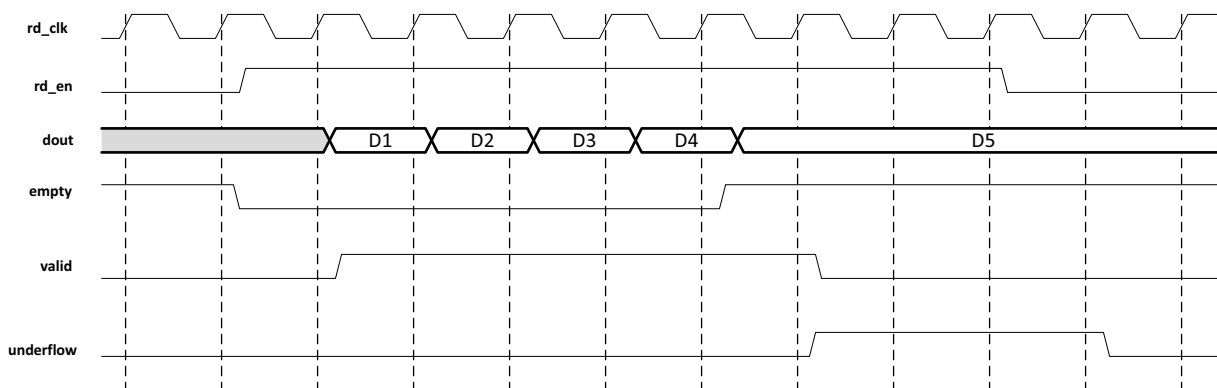 rd_clk
rd_en
dout D1 D2 D3 D4 D5
empty
valid
underflow